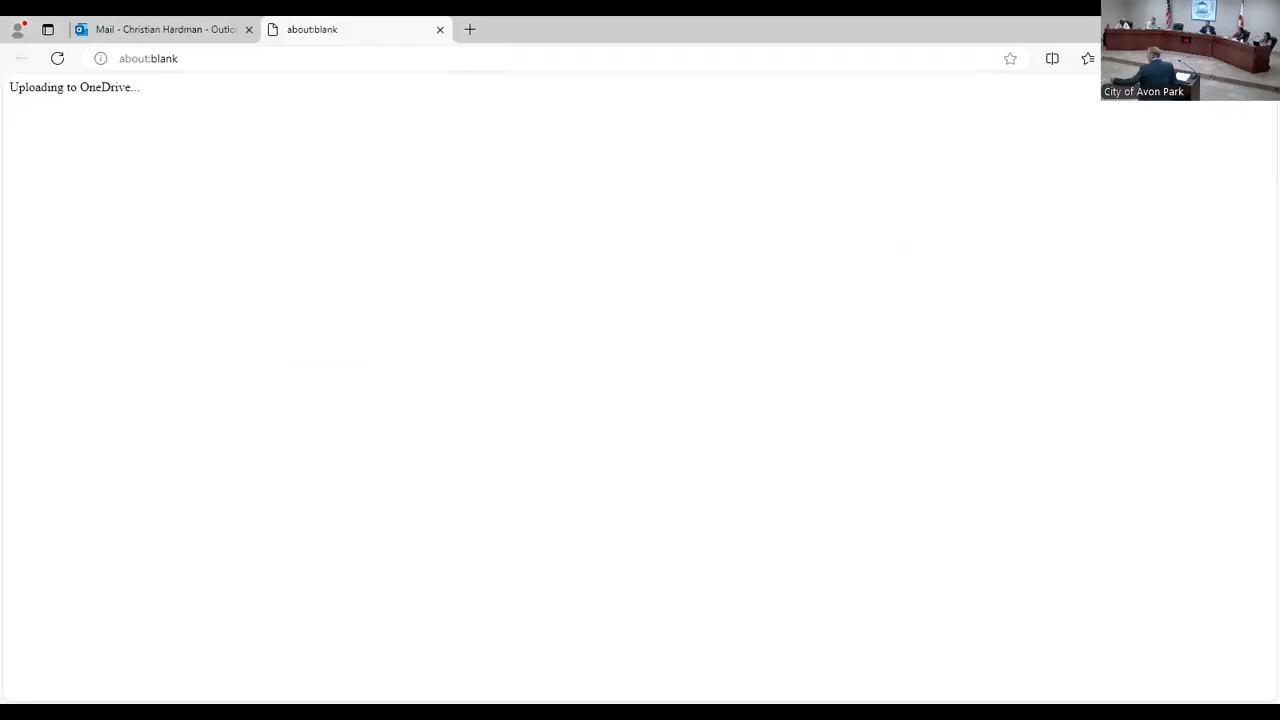 Mail - Christian Hardman - Outlo
about:blank
about:blank
Uploading to OneDrive...
City of Avon Park